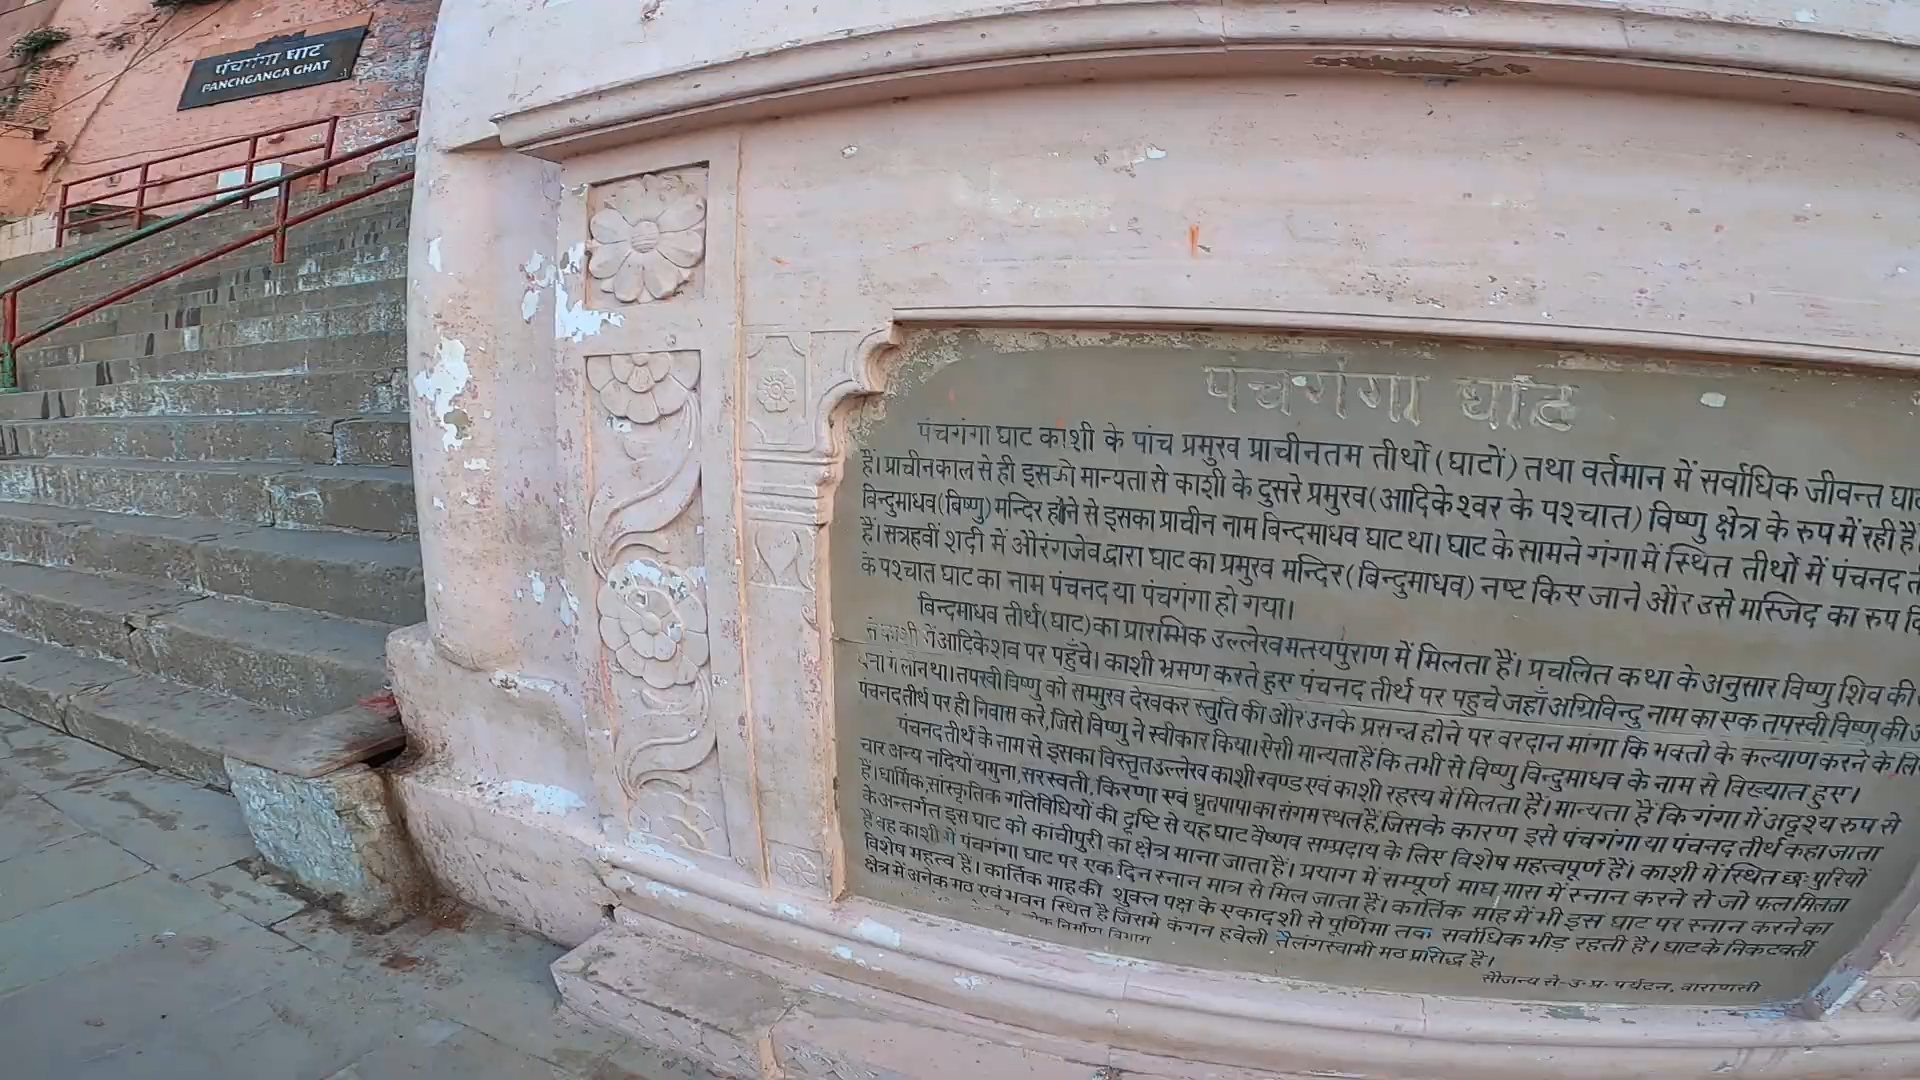 पंचगंगा घाट
PANCHGANGA GHAT
पचगंगा घाट
पंचगंगा घाट काशी के पांच प्रमुख प्राचीनतम तीर्थो (घाटों) तथा वर्तमान में सर्वाधिक जीवन्त
है। प्राचीनकाल से ही इसकी मान्यता से काशी के दुसरे प्रमुख (आदिकेश्वर के पश्चात) विष्णु क्षेत्र के रुप में रही है
विन्दुमाधव (बिष्णु) मन्दिर होने से इसका प्राचीन नाम विन्दमाधव घाट था। घाट के सामने गंगा में स्थित तीर्थो में पंचनद
है। सत्रहवीं शदी में औरंगजेव द्वारा घाट का प्रमुख मन्दिर (बिन्दुमाधव) नष्ट किए जाने और उसे मस्जिद का रुप
के पश्चात घाट का नाम पंचनद या पंचगंगा हो गया।
विन्दमाधव तीर्थ (घाट) का प्रारम्भिक उल्लेख मत्स्यपुराण में मिलता हैं। प्रचलित कथा के अनुसार विष्णु शिव की
काशी में आदिकेशव पर पहुँचे। काशी भ्रमण करते हुए पंचनद तीर्थ पर पहुचे जहाँ अग्निविन्दु नाम का एक तपस्वी विष्णु की
था। तपस्वी विष्णु को सम्मुख देखकर स्तुति की और उनके प्रसन्न होने पर वरदान मांगा कि भक्तो के कल्याण करने के
पंचनद तीर्थ पर ही निवास करे, जिसे विष्णु ने स्वीकार किया। ऐसी मान्यता हैं कि तभी से विष्णु विन्दुमाधव के नाम से विख्यात हुए।
पंचनद तीर्थ के नाम से इसका विस्तृत उल्लेख काशी खण्ड एवं काशी रहस्य में मिलता है। मान्यता है कि गंगा में अदृश्य रुप से
चार अन्य नदियों यमुना, सरस्वती, किरणा एवं धूतपापा का संगम स्थल है, जिसके कारण इसे पंचगंगा या पंचनद तीर्थ कहा जाता
है। धार्मिक, सांस्कृतिक गतिविधियों की दृष्टि से यह घाट वैष्णव सम्प्रदाय के लिए विशेष महत्वपूर्ण है। काशी में स्थित छः पुरियों
के अन्तर्गत इस घाट को कांचीपुरी का क्षेत्र माना जाता हैं। प्रयाग में सम्पूर्ण माघ मास में स्नान करने से जो फल मिलता
है वह काशी में पंचगंगा घाट पर एक दिन स्नान मात्र से मिल जाता हैं। कार्तिक माह में भी इस घाट पर स्नान करने का
विशेष महत्व है। कार्तिक माह की शुक्ल पक्ष के एकादशी से पूर्णिमा तक सर्वाधिक भीड़ रहती है। घाट के निकटवर्ती
क्षेत्र में अनेक मठ एवं भवन स्थित है जिसमे कंगन हवेली तैलंगस्वामी मठ प्रसिद्ध है।
निर्माण विभाग
सौजन्य से-उ॰प्र॰ पर्यटन, वाराणसी